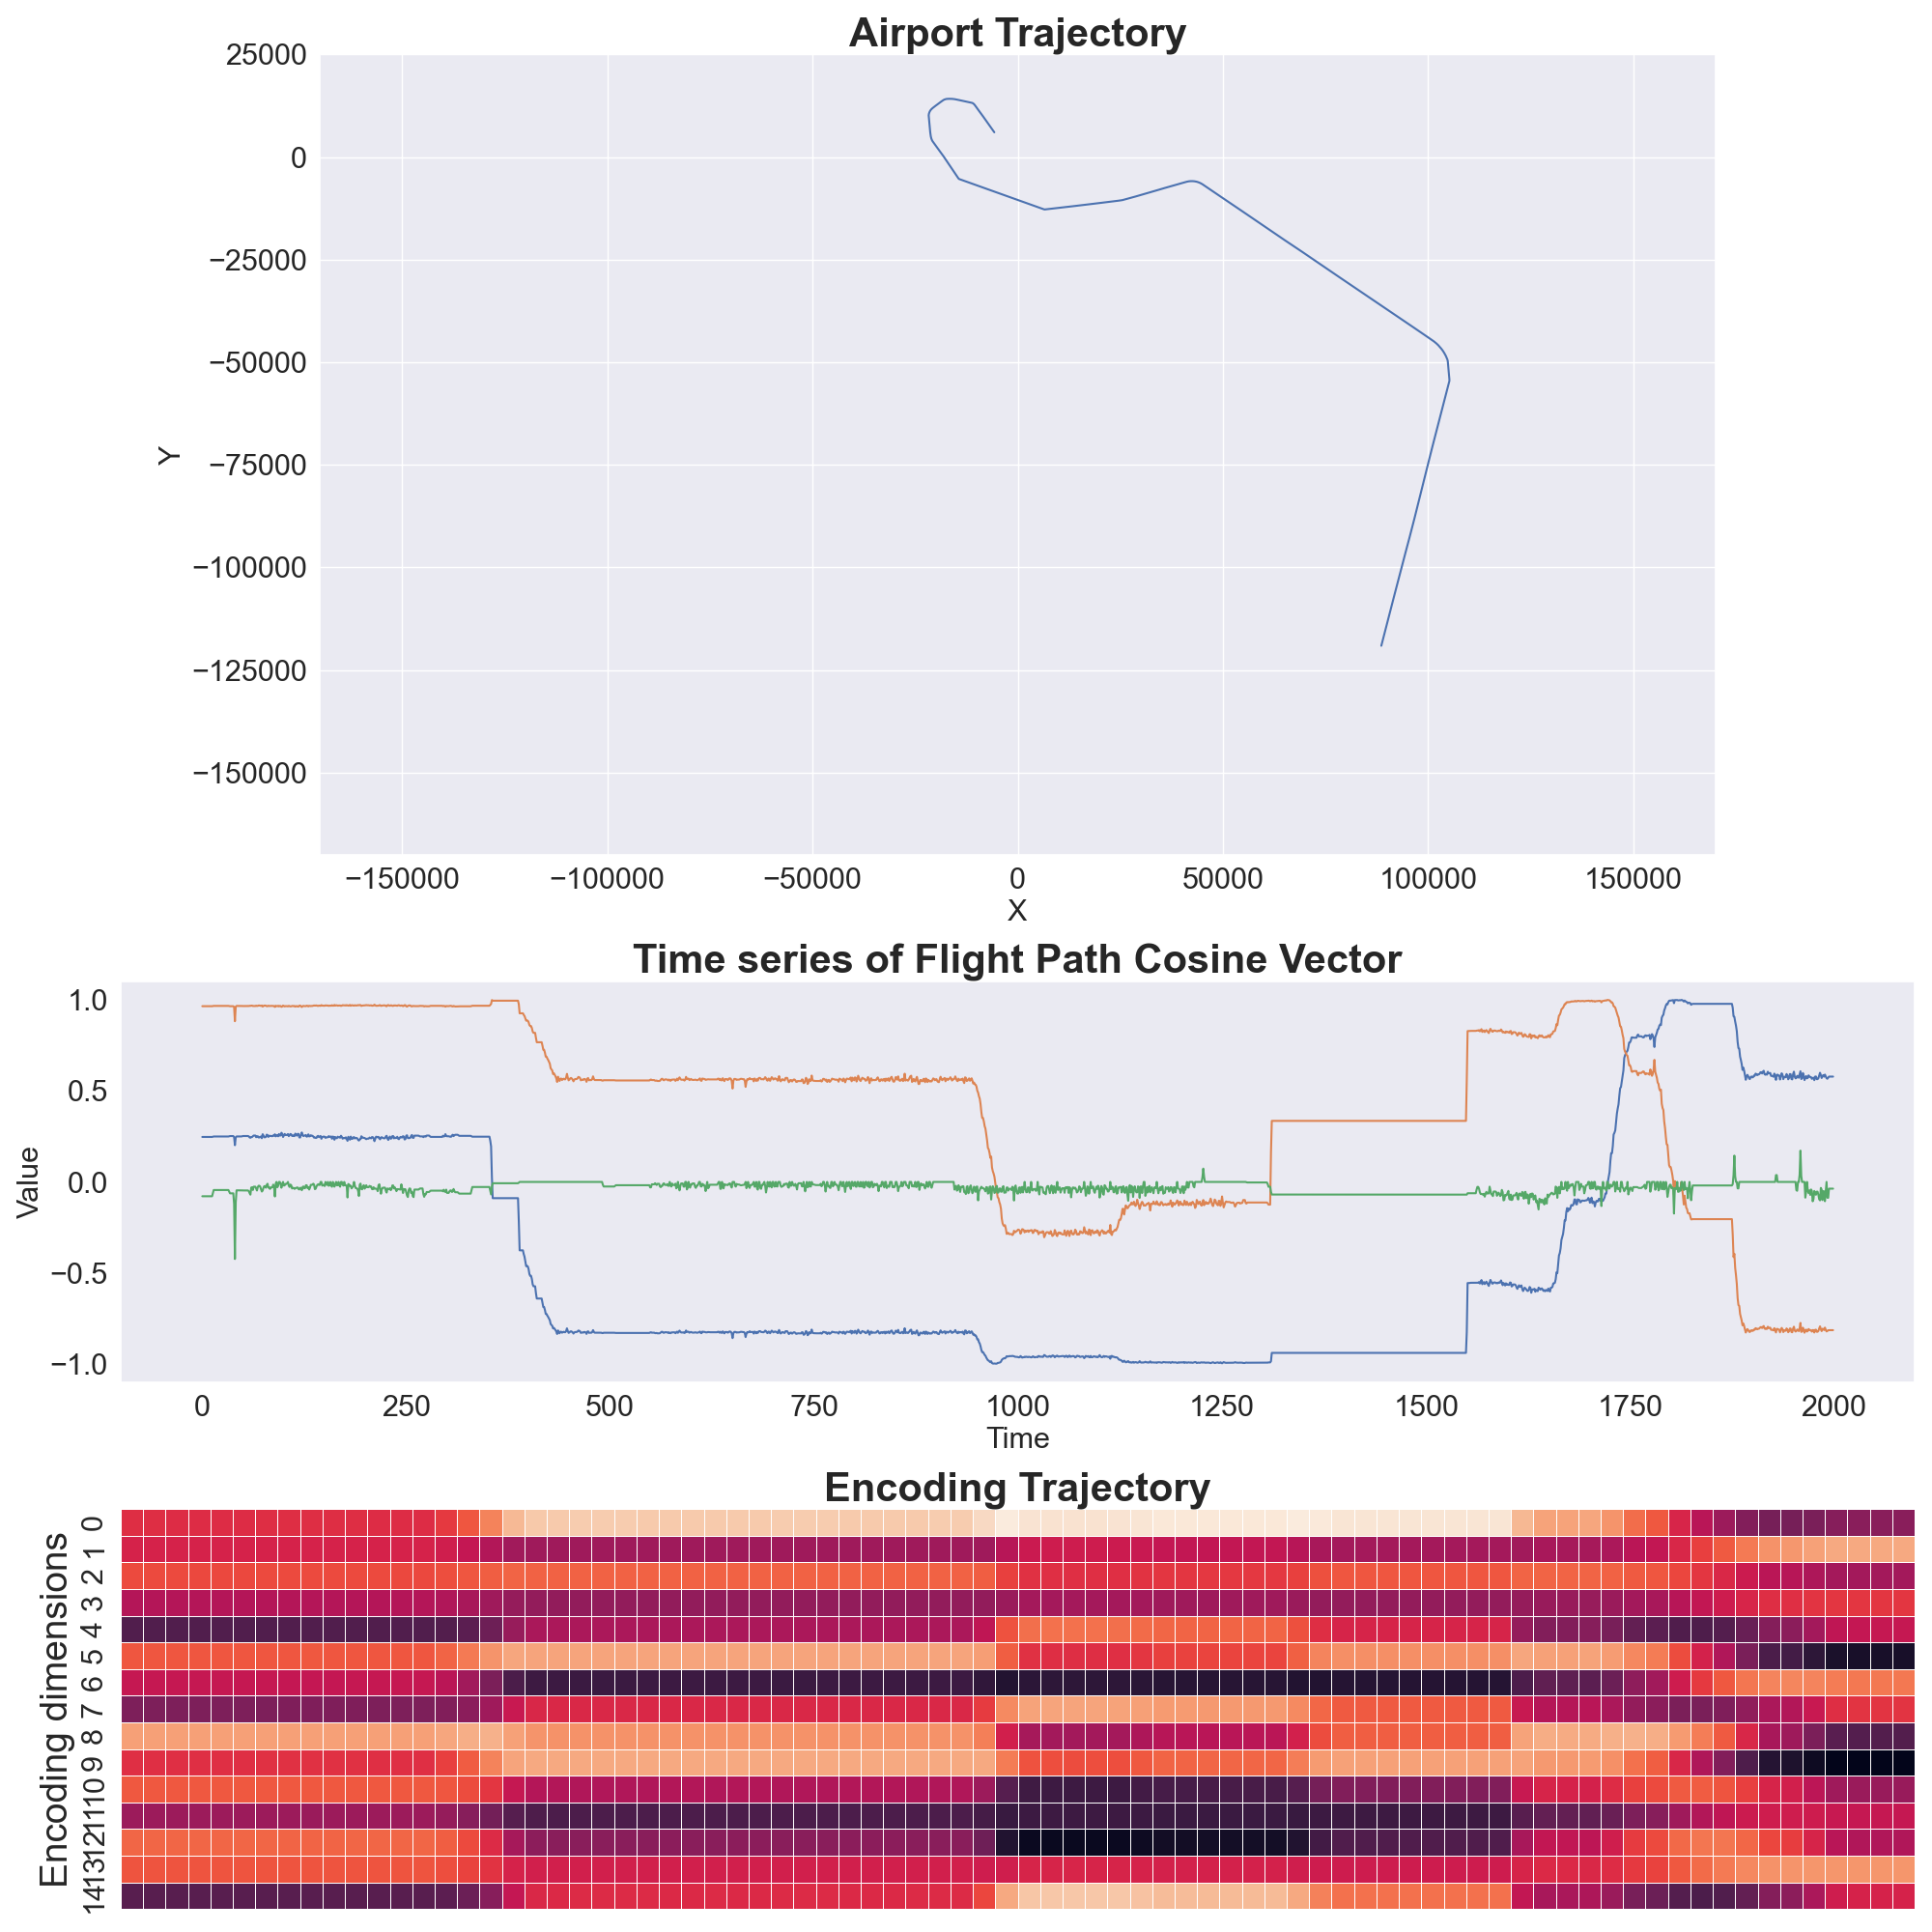 Airport Trajectory
25000
0
−25000
−50000
−75000
−100000
−125000
−150000
Y
−150000 −100000 −50000 0 50000 100000 150000
X
Time series of Flight Path Cosine Vector
1.0
0.5
0.0
−0.5
−1.0
Value
0 250 500 750 1000 1250 1500 1750 2000
Time
Encoding Trajectory
Encoding dimensions
0
1
2
3
4
5
6
7
8
9
10
11
12
13
14